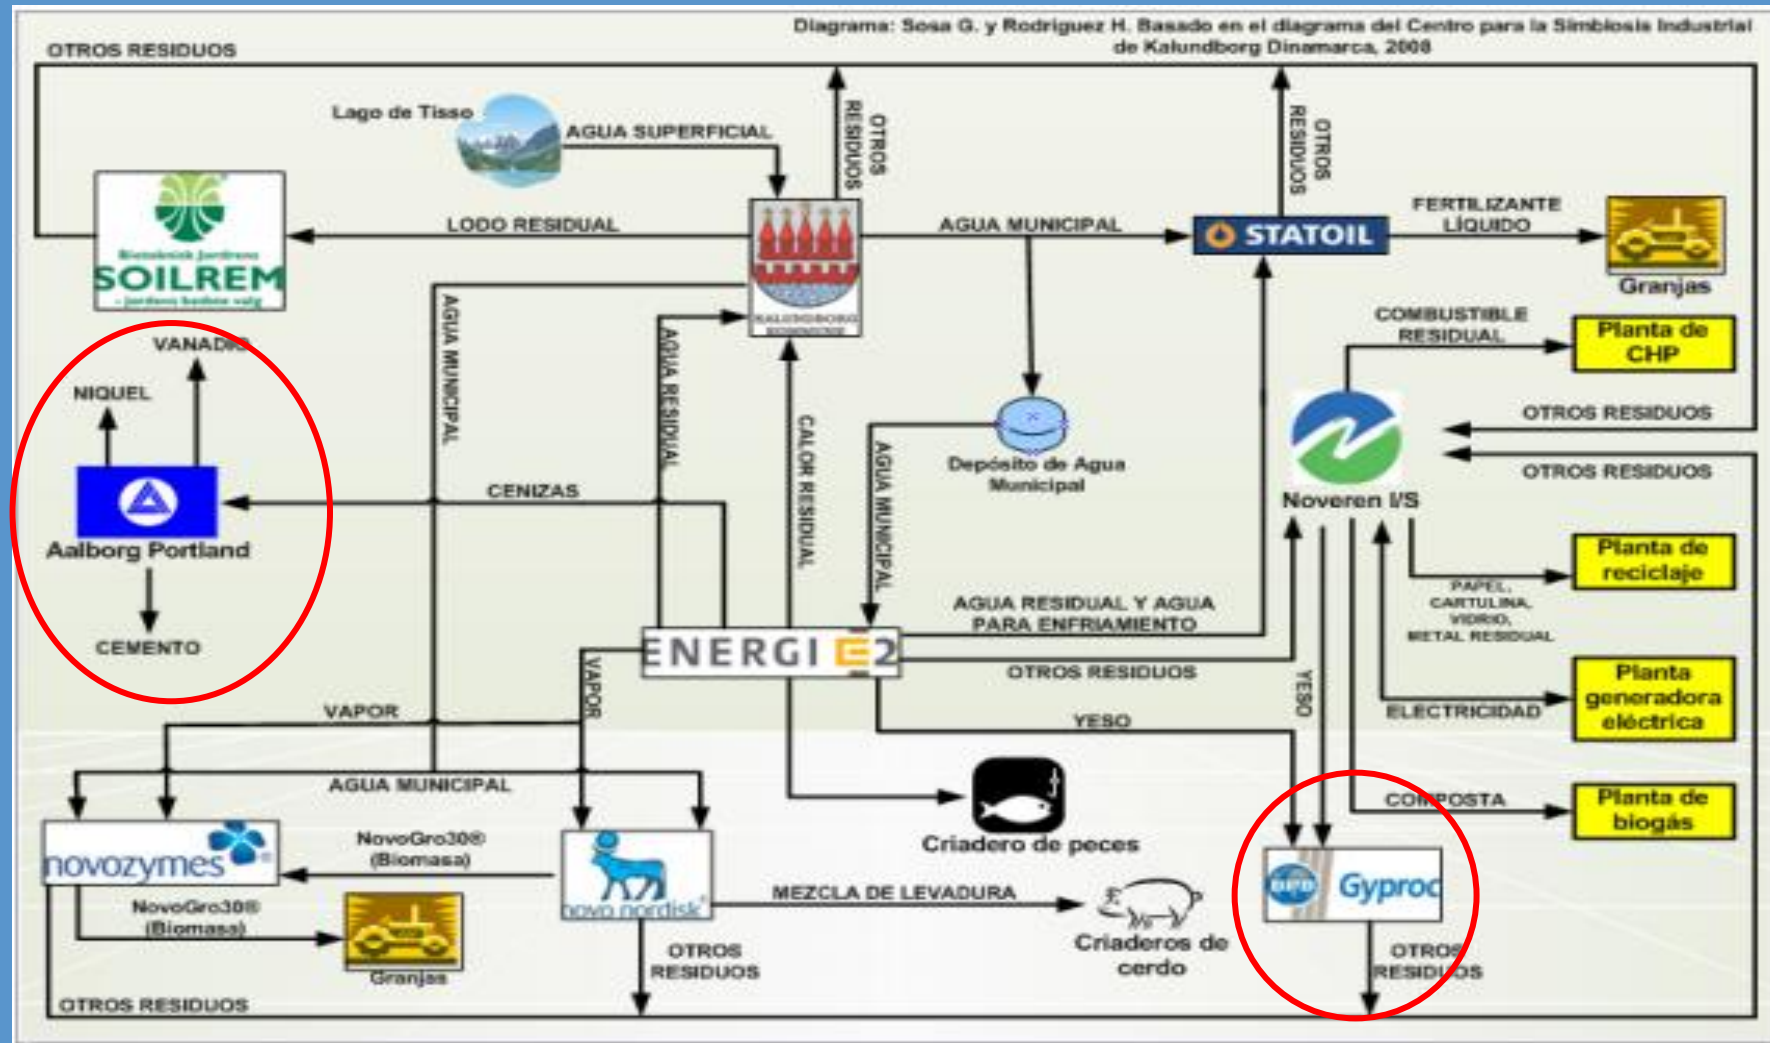 Diagrama: Sosa G. y Rodriguez H. Basado en el diagrama del Centro para la Simbiosis Industrial
de Kalundborg Dinamarca, 2008
OTROS RESIDUOS
Lago de Tisso
AGUA SUPERFICIAL
OTROS
RESIDUOS
OTROS
RESIDUOS
SOILREM
LODO RESIDUAL
AGUA MUNICIPAL
STATOIL
FERTILIZANTE
LÍQUIDO
Granjas
KALUNDBORG
COMBUSTIBLE
RESIDUAL
Planta de
CHP
VANADIO
NIQUEL
AGUA MUNICIPAL
AGUA RESIDUAL
CALOR RESIDUAL
AGUA MUNICIPAL
Depósito de Agua
Municipal
OTROS RESIDUOS
OTROS RESIDUOS
Noveren I/S
CENIZAS
Aalborg Portland
CEMENTO
Planta de
reciclaje
PAPEL,
CARTULINA,
VIDRIO,
METAL RESIDUAL
AGUA RESIDUAL Y AGUA
PARA ENFRIAMIENTO
ENERGI E2
OTROS RESIDUOS
VAPOR
VAPOR
YESO
YESO
ELECTRICIDAD
Planta
generadora
eléctrica
AGUA MUNICIPAL
COMPOSTA
Planta de
biogás
Criadero de peces
novozymes®
NovoGro30®
(Biomasa)
novo nordisk®
MEZCLA DE LEVADURA
Criaderos de
cerdo
BPB Gyproc
NovoGro30®
(Biomasa)
Granjas
OTROS
RESIDUOS
OTROS
RESIDUOS
OTROS RESIDUOS